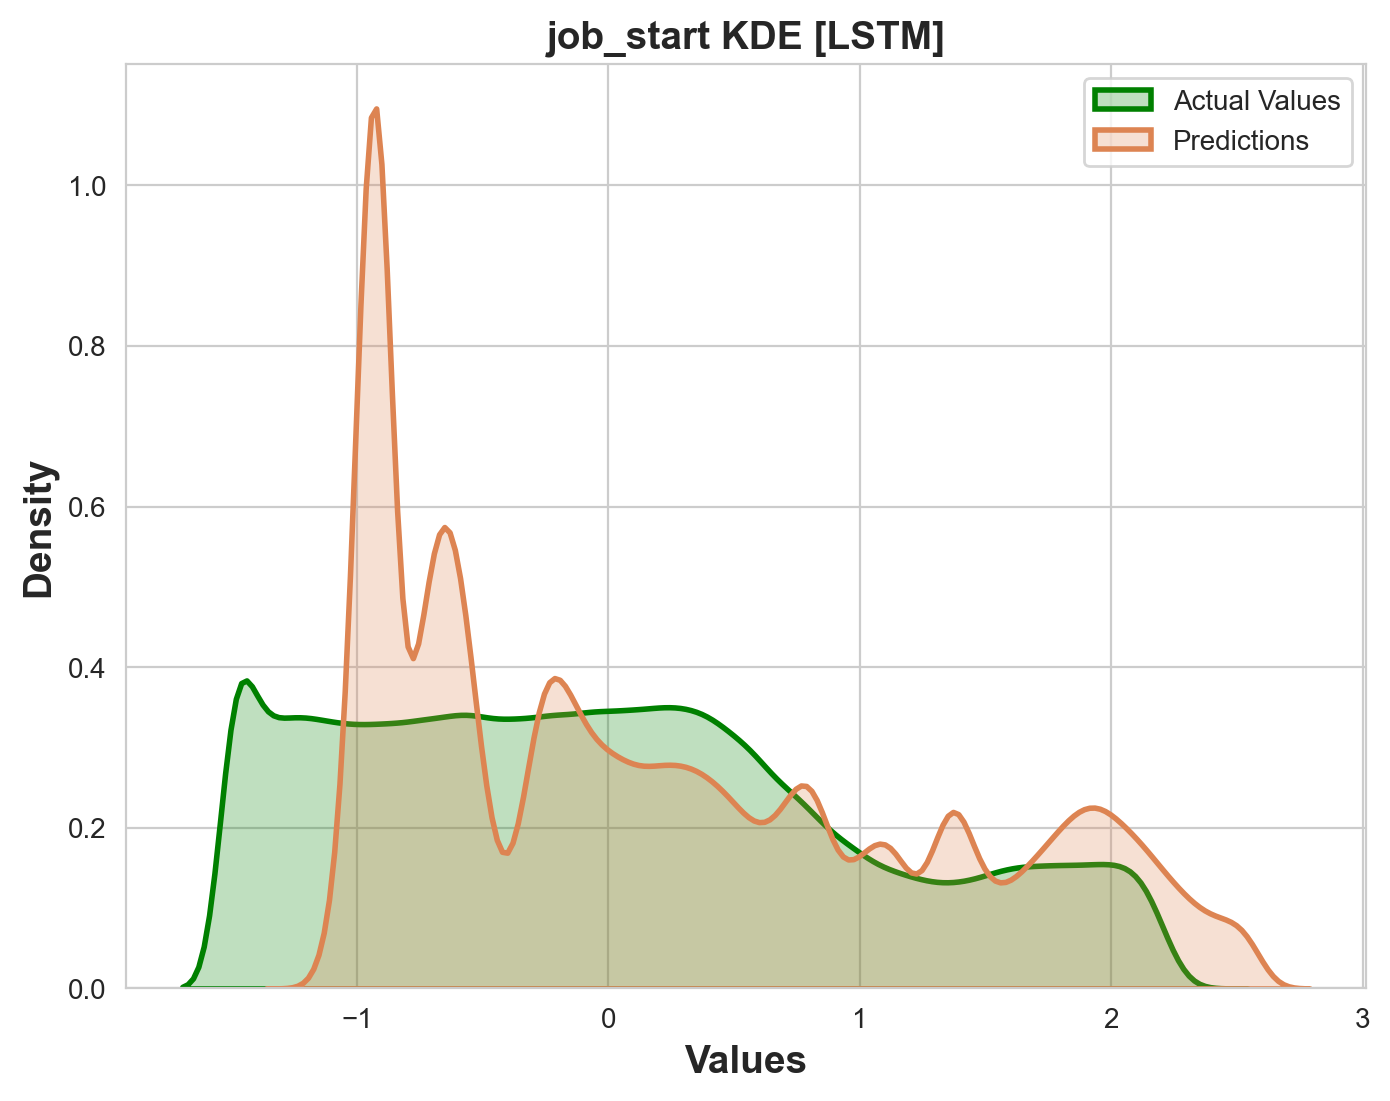 job_start KDE [LSTM]
Actual Values
Predictions
Density
1.0
0.8
0.6
0.4
0.2
0.0
−1
0
1
2
3
Values